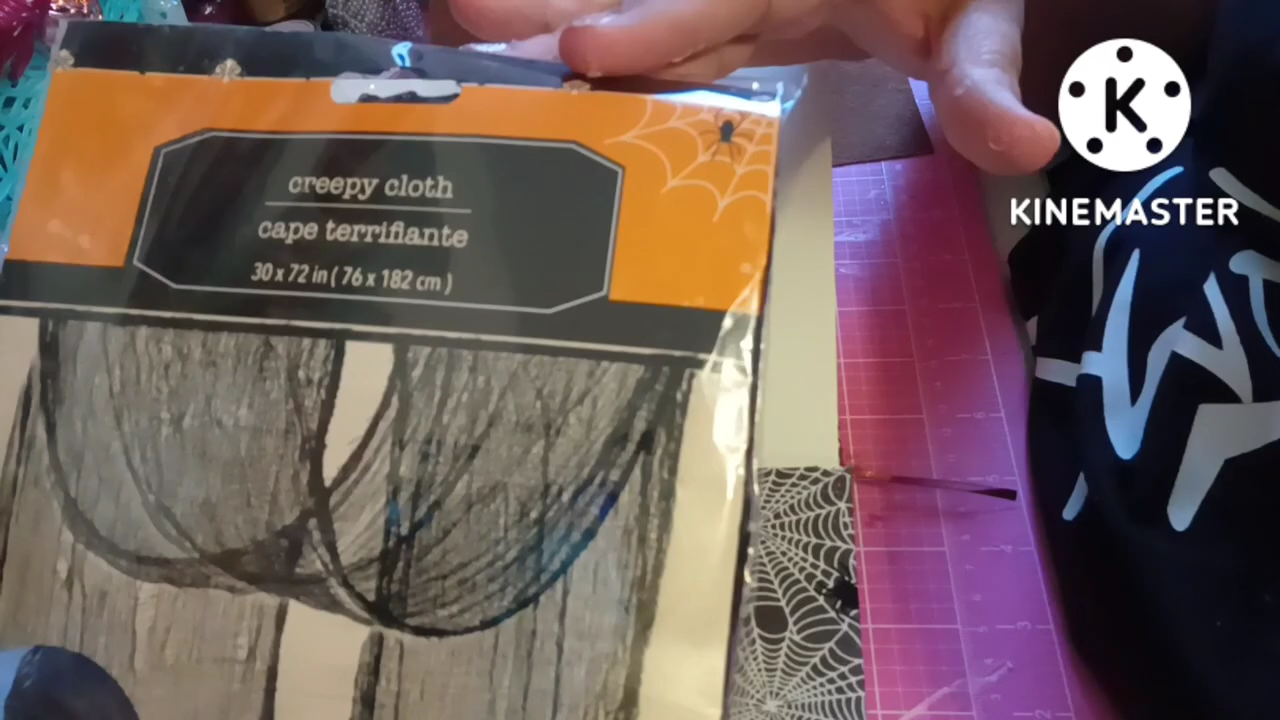 creepy cloth
cape terrifiante
30 x 72 in ( 76 x 182 cm )
K
KINEMASTER